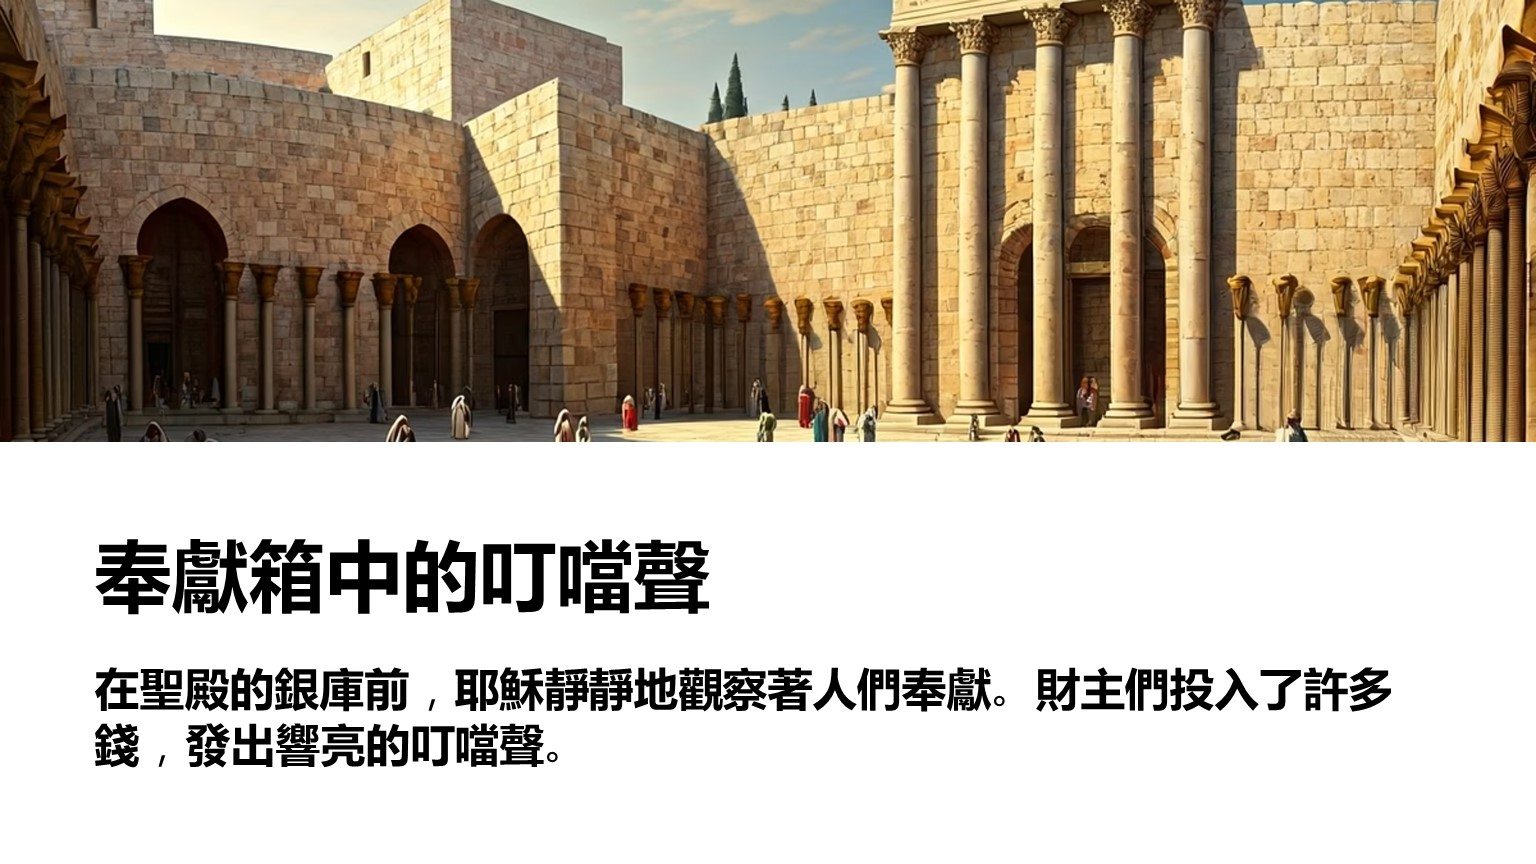 奉獻箱中的叮噹聲
在聖殿的銀庫前，耶穌靜靜地觀察著人們奉獻。財主們投入了許多
錢，發出響亮的叮噹聲。